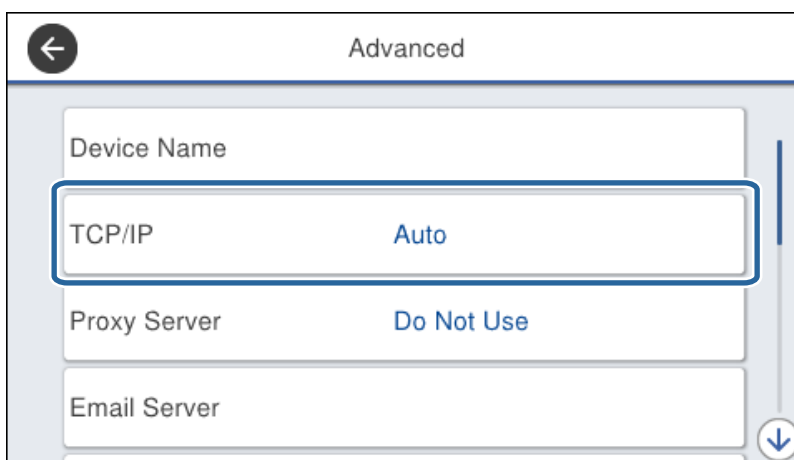 Advanced
Device Name
TCP/IP Auto
Proxy Server Do Not Use
Email Server